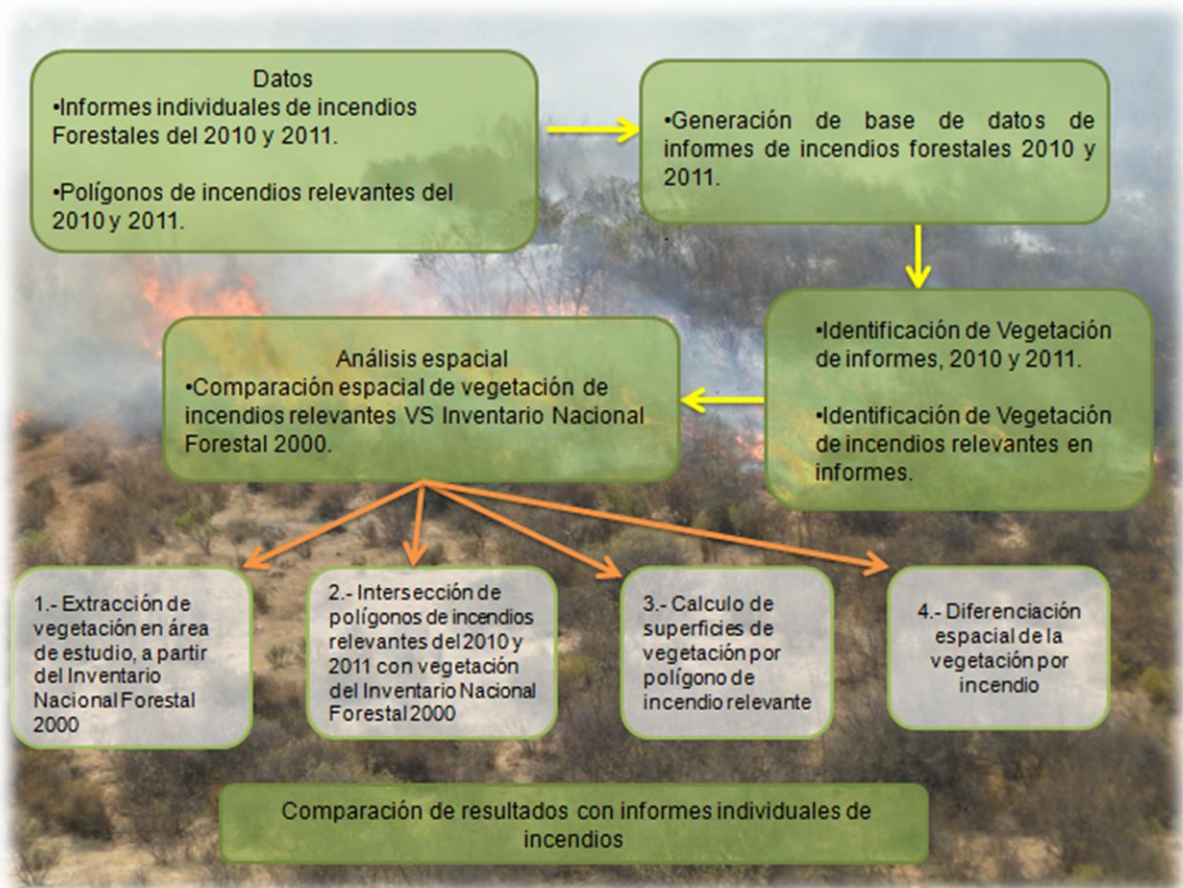 Datos
•Informes individuales de incendios
Forestales del 2010 y 2011.
•Polígonos de incendios relevantes del
2010 y 2011.
•Generación de base de datos de
informes de incendios forestales 2010 y
2011.
•Identificación de Vegetación
de informes, 2010 y 2011.
•Identificación de Vegetación
de incendios relevantes en
informes.
Análisis espacial
•Comparación espacial de vegetación de
incendios relevantes VS Inventario Nacional
Forestal 2000.
1.- Extracción de
vegetación en área
de estudio, a partir
del Inventario
Nacional Forestal
2000
2.- Intersección de
polígonos de incendios
relevantes del 2010 y
2011 con vegetación
del Inventario Nacional
Forestal 2000
3.- Calculo de
superficies de
vegetación por
polígono de
incendio relevante
4.- Diferenciación
espacial de la
vegetación por
incendio
Comparación de resultados con informes individuales de
incendios